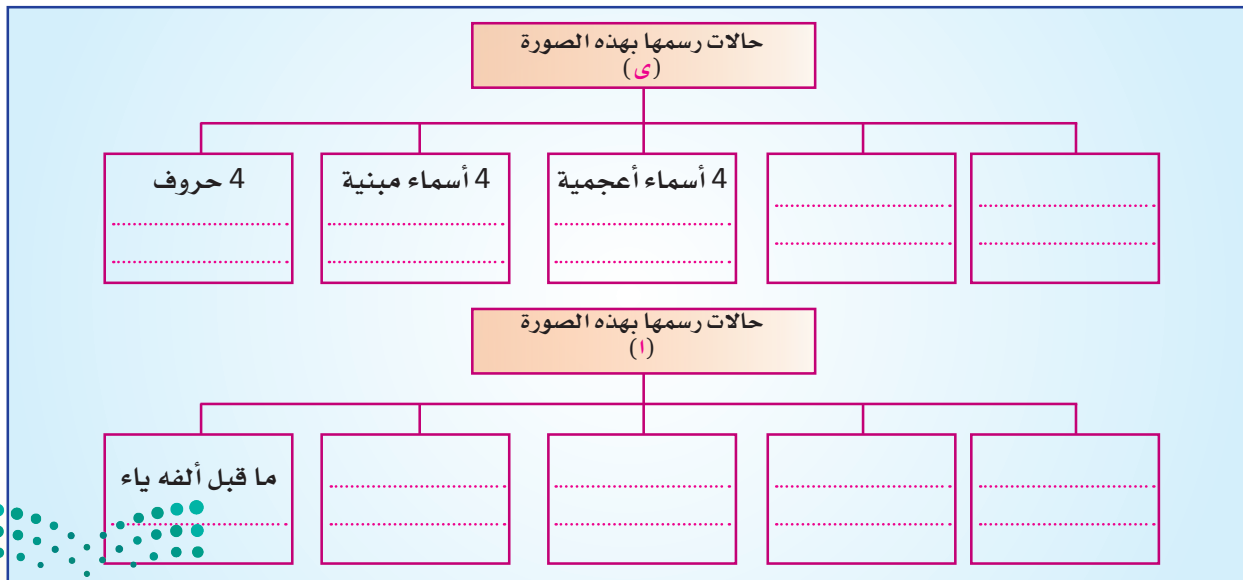 حالات رسمها بهذه الصورة
(ى)
4 أسماء أعجمية
4 أسماء مبنية
4 حروف
حالات رسمها بهذه الصورة
(ا)
ما قبل ألفه ياء